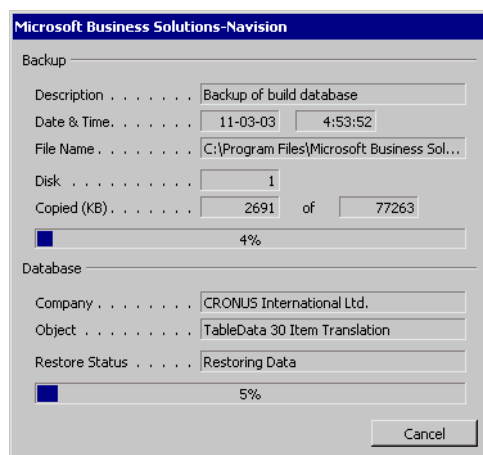 Microsoft Business Solutions-Navision
Backup
Description . . . . . . . Backup of build database
Date & Time. . . . . . . 11-03-03 4:53:52
File Name . . . . . . . . C:\Program Files\Microsoft Business Sol...
Disk . . . . . . . . . . 1
Copied (KB) . . . . . . . 2691 of 77263
4%
Database
Company . . . . . . . . CRONUS International Ltd.
Object . . . . . . . . . TableData 30 Item Translation
Restore Status . . . . . Restoring Data
5%
Cancel